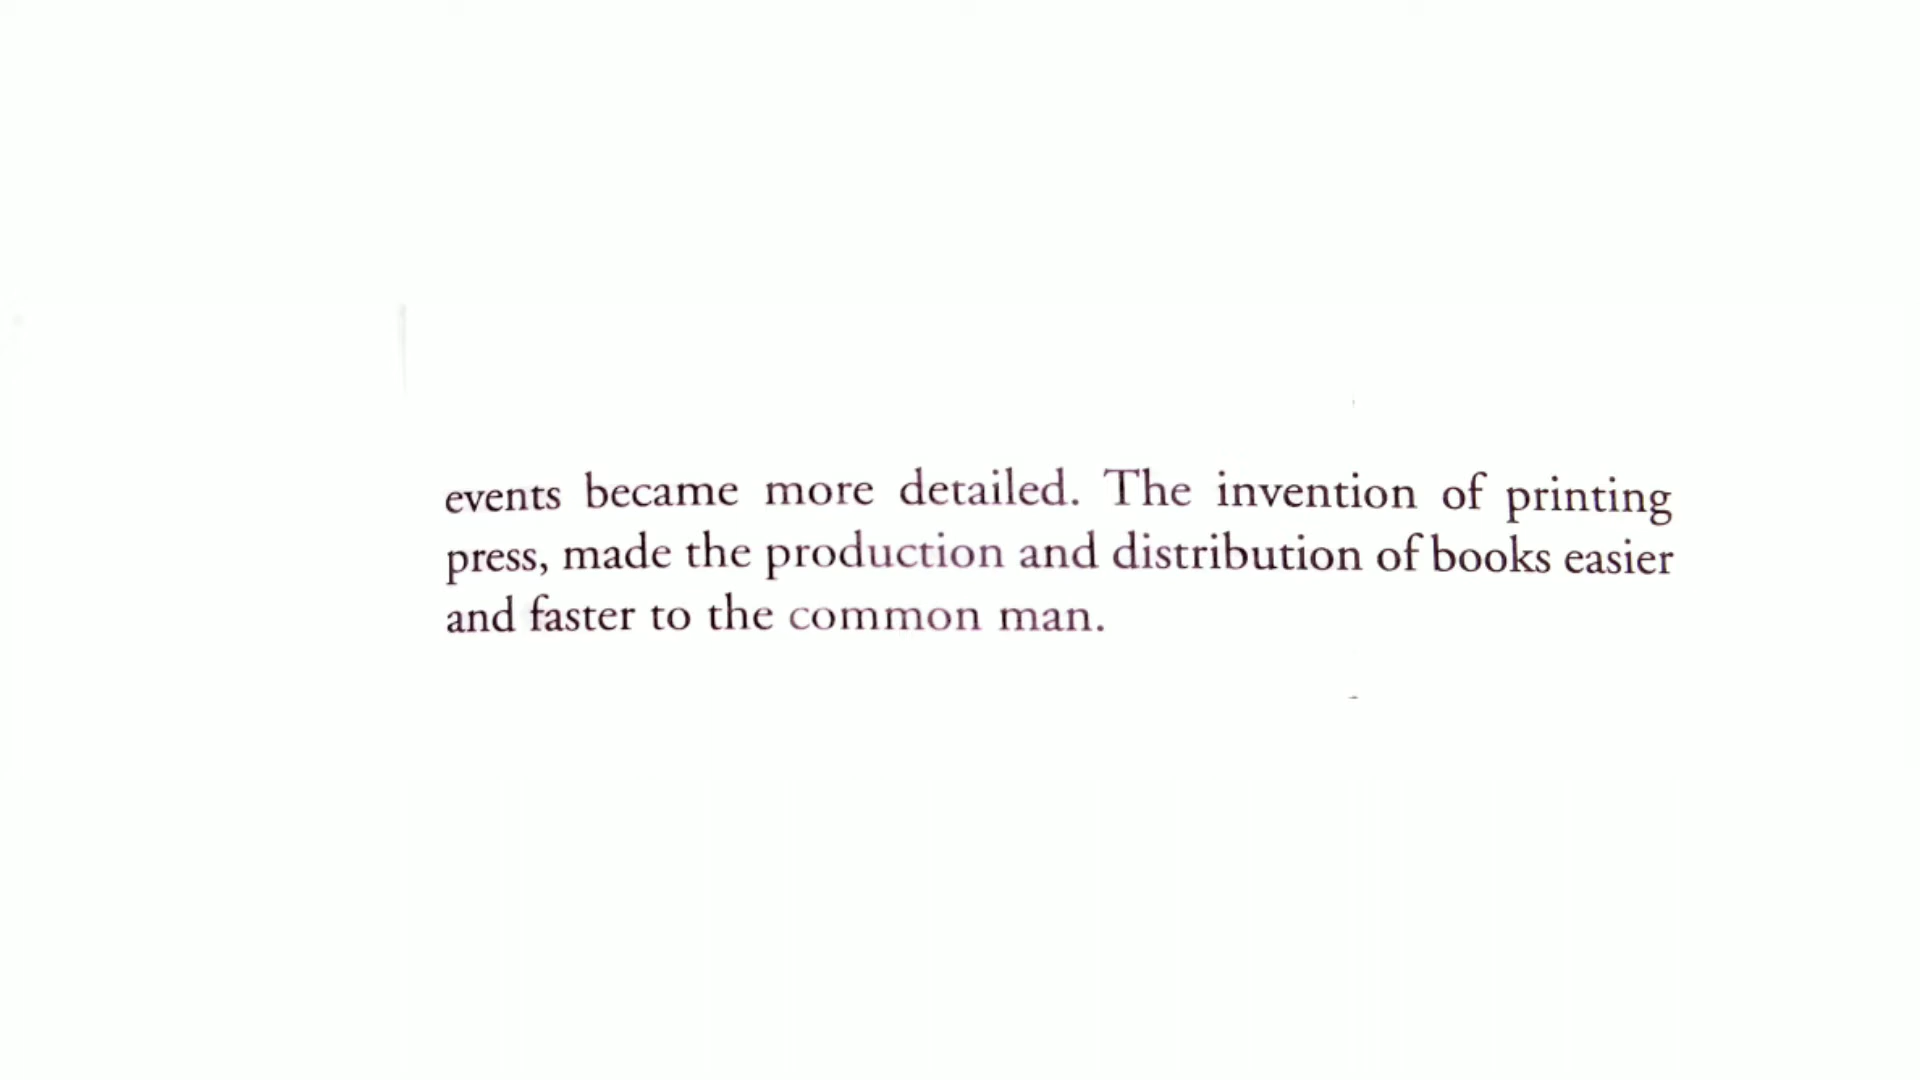 events became more detailed. The invention of printing
press, made the production and distribution of books easier
and faster to the common man.